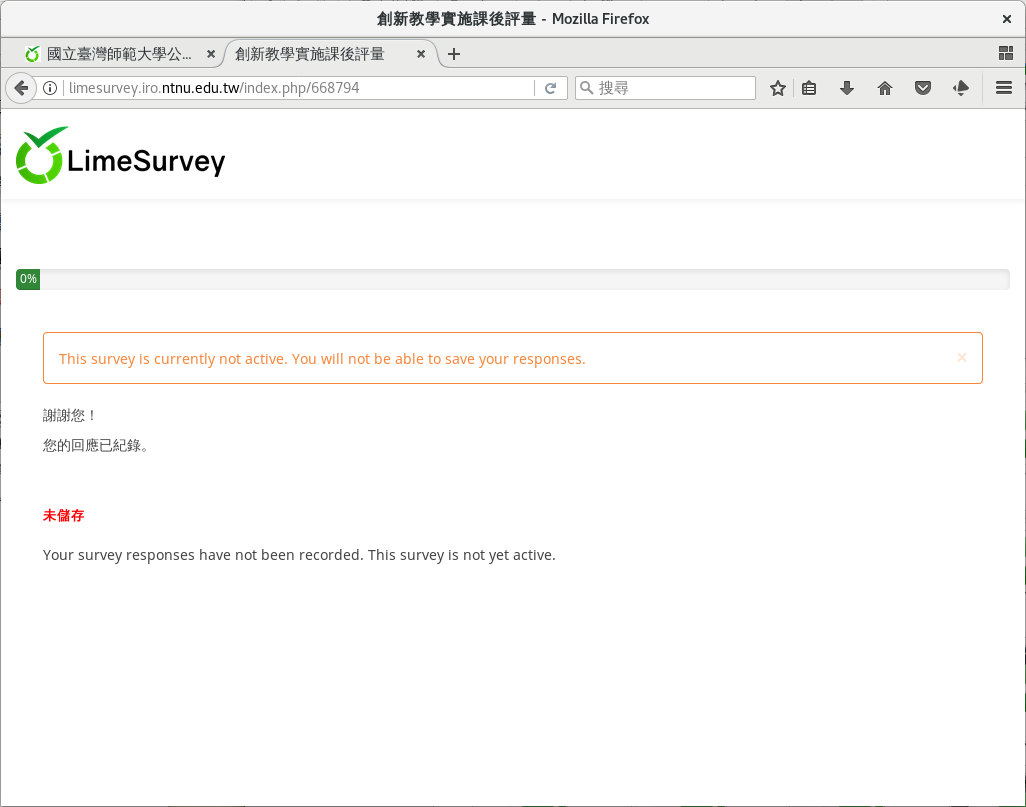 創新教學實施課後評量 - Mozilla Firefox
國立臺灣師範大學公...
創新教學實施課後評量
limesurvey.iro.ntnu.edu.tw/index.php/668794
搜尋
LimeSurvey
0%
This survey is currently not active. You will not be able to save your responses.
謝謝您！
您的回應已紀錄。
未儲存
Your survey responses have not been recorded. This survey is not yet active.